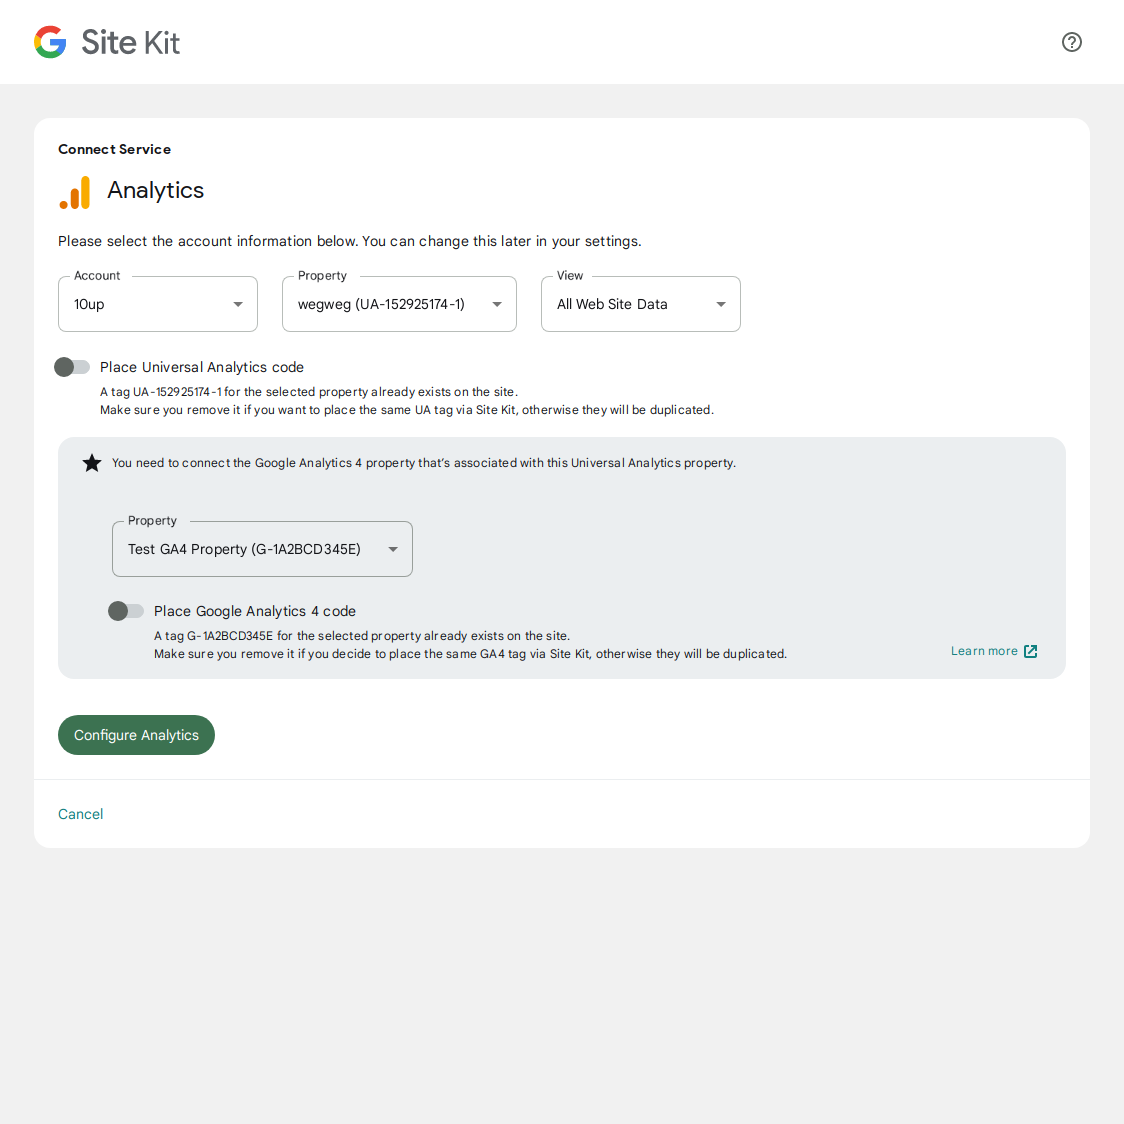 Site Kit
Connect Service
Analytics
Please select the account information below. You can change this later in your settings.
Account
10up
Property
wegweg (UA-152925174-1)
View
All Web Site Data
Place Universal Analytics code
A tag UA-152925174-1 for the selected property already exists on the site.
Make sure you remove it if you want to place the same UA tag via Site Kit, otherwise they will be duplicated.
You need to connect the Google Analytics 4 property that’s associated with this Universal Analytics property.
Property
Test GA4 Property (G-1A2BCD345E)
Place Google Analytics 4 code
A tag G-1A2BCD345E for the selected property already exists on the site.
Make sure you remove it if you decide to place the same GA4 tag via Site Kit, otherwise they will be duplicated.
Learn more
Configure Analytics
Cancel